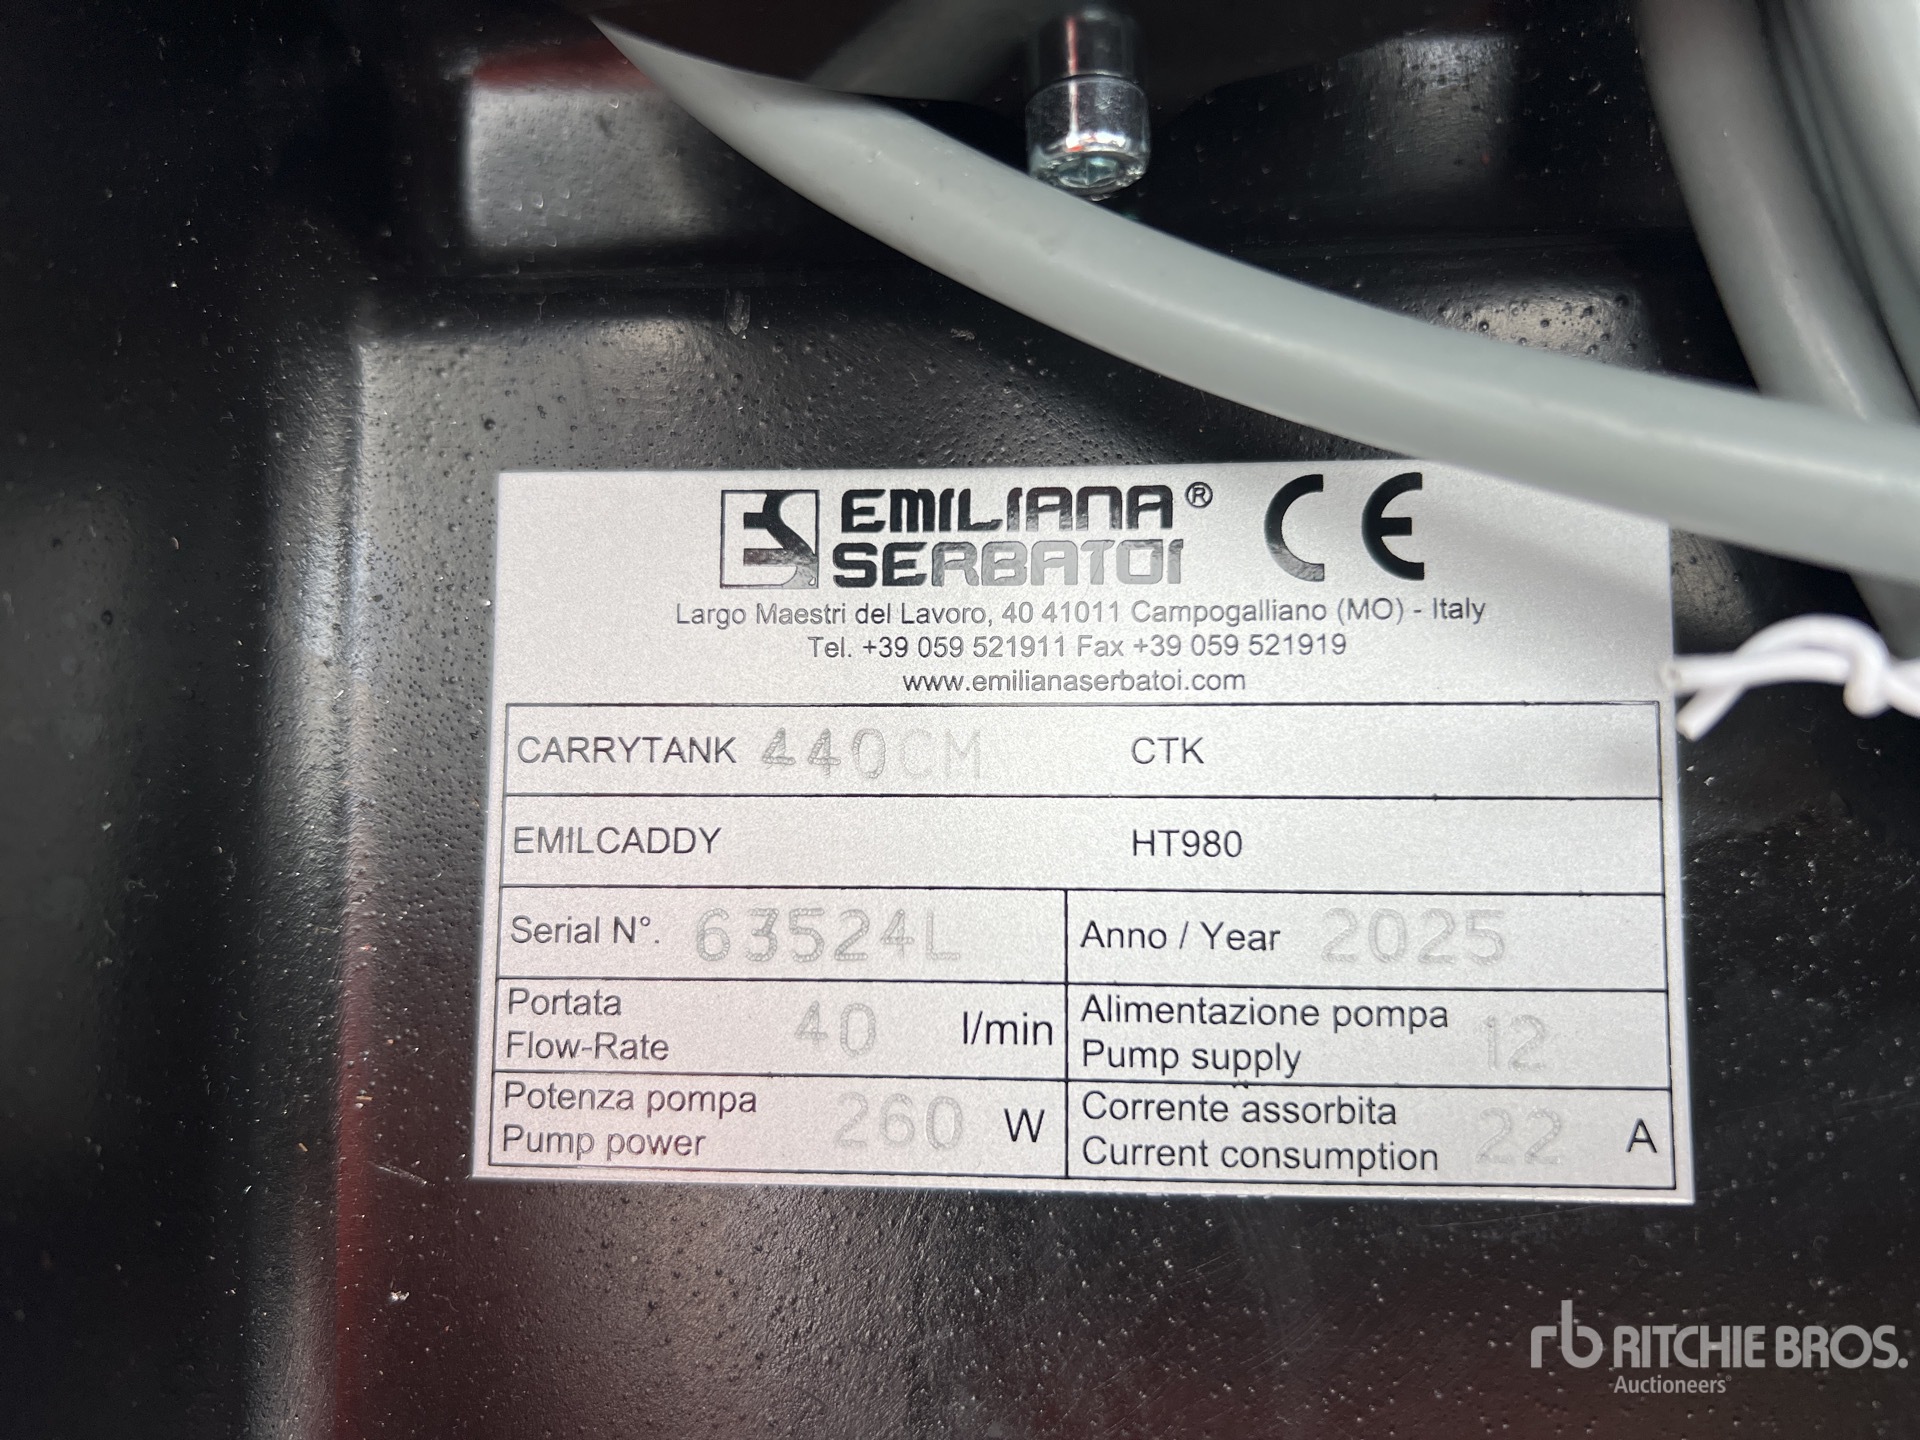 EMILIANA®
SERBATOI
CE
Largo Maestri del Lavoro, 40 41011 Campogalliano (MO) - Italy
Tel. +39 059 521911 Fax +39 059 521919
www.emilianaserbatoi.com
CARRYTANK 440CM CTK
EMILCADDY HT980
Serial N°. 63524L Anno / Year 2025
Portata
Flow-Rate 40 l/min
Alimentazione pompa
Pump supply 12
Potenza pompa
Pump power 260 W
Corrente assorbita
Current consumption 22 A
rb RITCHIE BROS.
Auctioneers